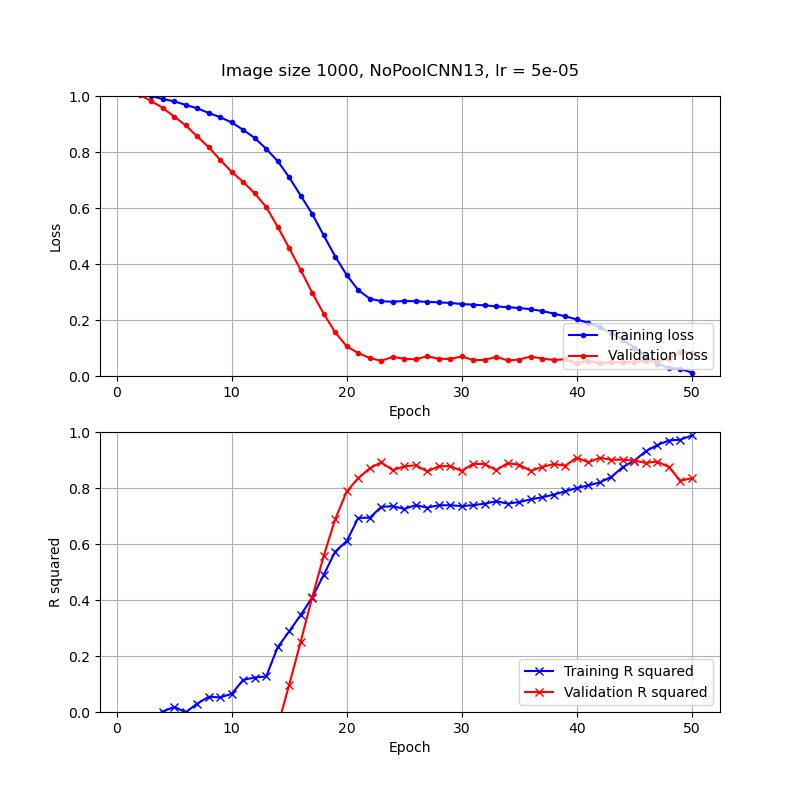 Image size 1000, NoPoolCNN13, lr = 5e-05
1.0
0.8
0.6
0.4
0.2
0.0
Loss
Training loss
Validation loss
0 10 20 30 40 50
Epoch
1.0
0.8
0.6
0.4
0.2
0.0
R squared
Training R squared
Validation R squared
0 10 20 30 40 50
Epoch